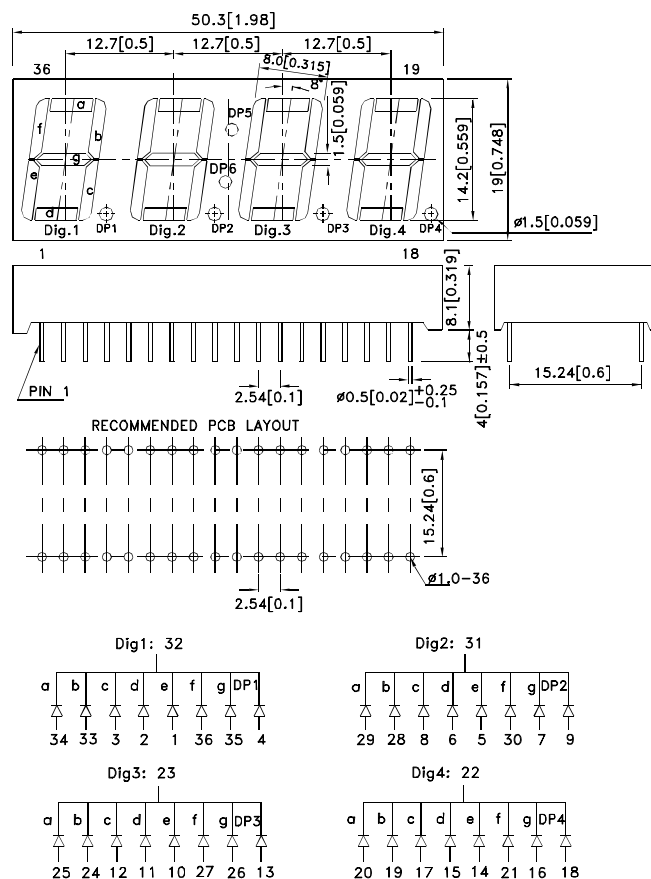 50.3[1.98]
12.7[0.5] 12.7[0.5] 12.7[0.5]
8.0[0.315]
36 8° 19
a
f b
g
e c
d
DP5
DP6
1.5[0.059]
14.2[0.559]
19[0.748]
Dig.1 DP1 Dig.2 DP2 Dig.3 DP3 Dig.4 DP4
ø1.5[0.059]
1 18
8.1[0.319]
4[0.157]±0.5
15.24[0.6]
PIN 1
2.54[0.1]
ø0.5[0.02]+0.25 -0.1
RECOMMENDED PCB LAYOUT
15.24[0.6]
ø1.0-36
2.54[0.1]
Dig1: 32
a b c d e f g DP1
34 33 3 2 1 36 35 4
Dig2: 31
a b c d e f g DP2
29 28 8 6 5 30 7 9
Dig3: 23
a b c d e f g DP3
25 24 12 11 10 27 26 13
Dig4: 22
a b c d e f g DP4
20 19 17 15 14 21 16 18